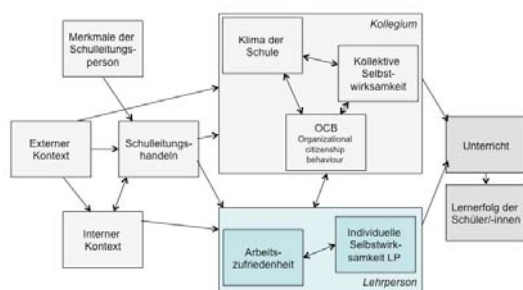 Kollegium
Merkmale der
Schulleitungs-
person
Klima der
Schule
Kollektive
Selbst-
wirksamkeit
OCB
Organizational
citizenship
behaviour
Externer
Kontext
Schulleitungs-
handeln
Unterricht
Lernerfolg der
Schüler/-innen
Interner
Kontext
Arbeits-
zufriedenheit
Individuelle
Selbstwirk-
samkeit LP
Lehrperson